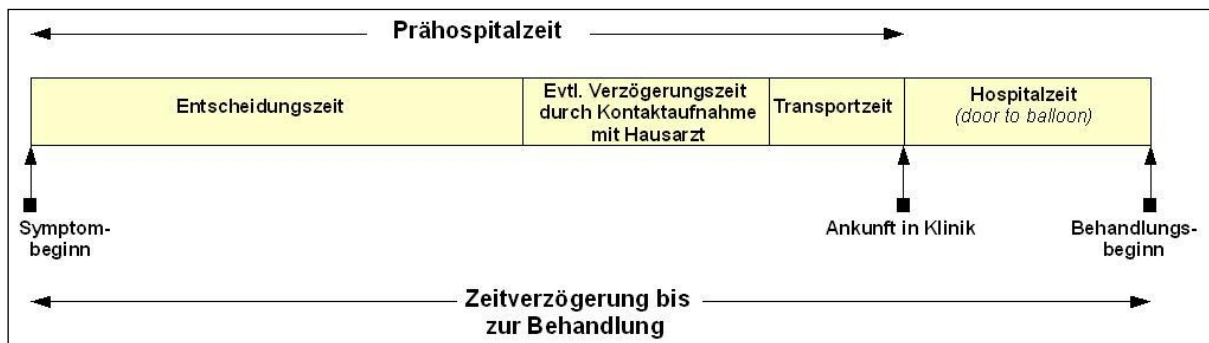 Prähospitalzeit
Entscheidungszeit
Evtl. Verzögerungszeit
durch Kontaktaufnahme
mit Hausarzt
Transportzeit
Hospitalzeit
(door to balloon)
Symptom-
beginn
Ankunft in Klinik
Behandlungs-
beginn
Zeitverzögerung bis
zur Behandlung